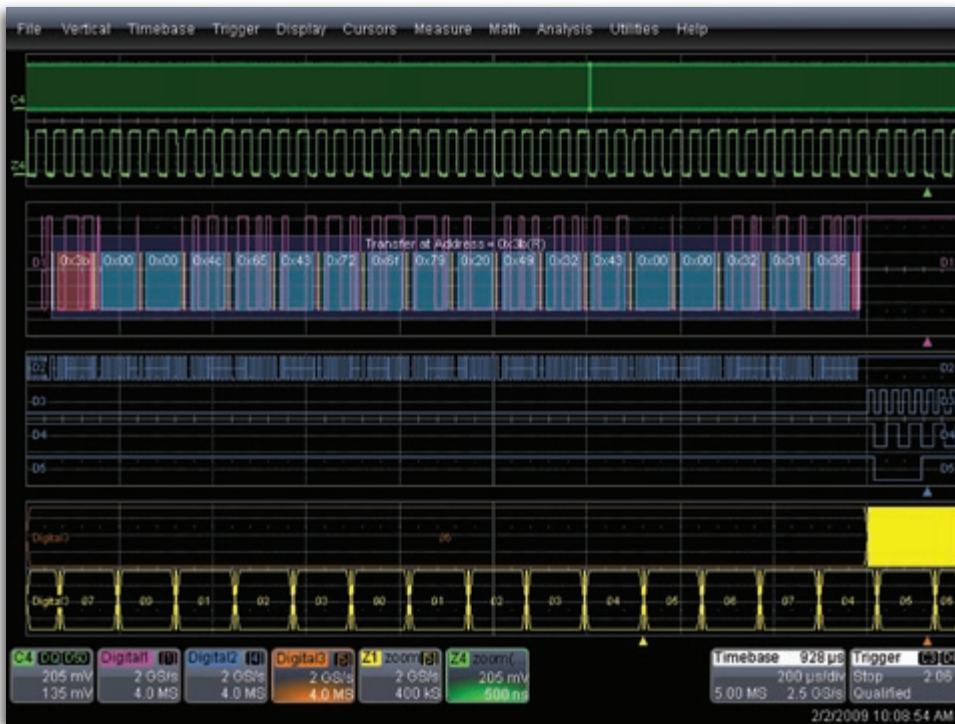 File Vertical Timebase Trigger Display Cursors Measure Math Analysis Utilities Help
C4
Z4
Transfer at Address = 0x3b(R)
0x3b 0x00 0x00 0x4c 0x65 0x43 0x72 0x6f 0x79 0x20 0x49 0x32 0x43 0x00 0x00 0x32 0x31 0x35
D1
D2 D2
D3
D4 D4
D5 D5
Digital3
07 00 01 02 03 00 01 02 03 04 05 06 07 04 05 06
C4 Digital1 Digital2 Digital3 Z1 zoom Z4 zoom( Timebase 928 µs Trigger
205 mV 2 GS/s 2 GS/s 2 GS/s 2 GS/s 205 mV 200 µs/div Stop 2.06
135 mV 4.0 MS 4.0 MS 4.0 MS 400 kS 500 ns 5.00 MS 2.5 GS/s Qualified
2/2/2009 10:08:54 AM